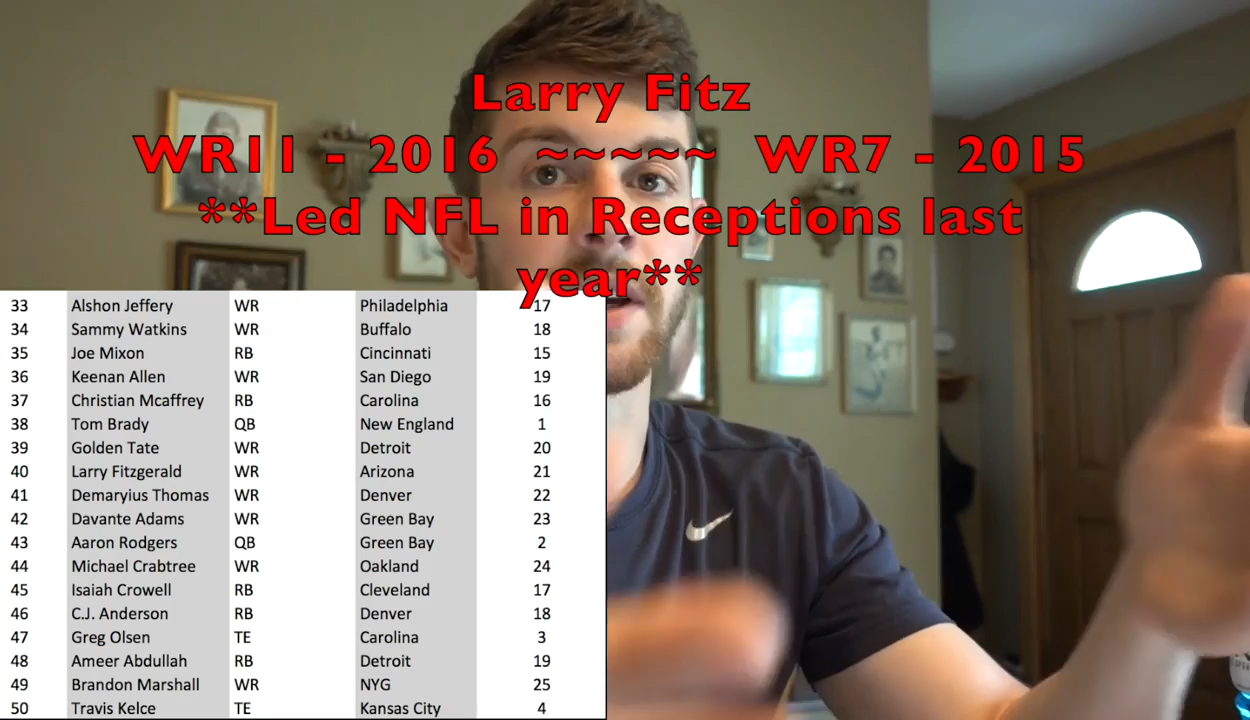 Larry Fitz
WR11 - 2016 ~~~~~ WR7 - 2015
**Led NFL in Receptions last
year**
33 Alshon Jeffery WR Philadelphia 17
34 Sammy Watkins WR Buffalo 18
35 Joe Mixon RB Cincinnati 15
36 Keenan Allen WR San Diego 19
37 Christian Mcaffrey RB Carolina 16
38 Tom Brady QB New England 1
39 Golden Tate WR Detroit 20
40 Larry Fitzgerald WR Arizona 21
41 Demaryius Thomas WR Denver 22
42 Davante Adams WR Green Bay 23
43 Aaron Rodgers QB Green Bay 2
44 Michael Crabtree WR Oakland 24
45 Isaiah Crowell RB Cleveland 17
46 C.J. Anderson RB Denver 18
47 Greg Olsen TE Carolina 3
48 Ameer Abdullah RB Detroit 19
49 Brandon Marshall WR NYG 25
50 Travis Kelce TE Kansas City 4